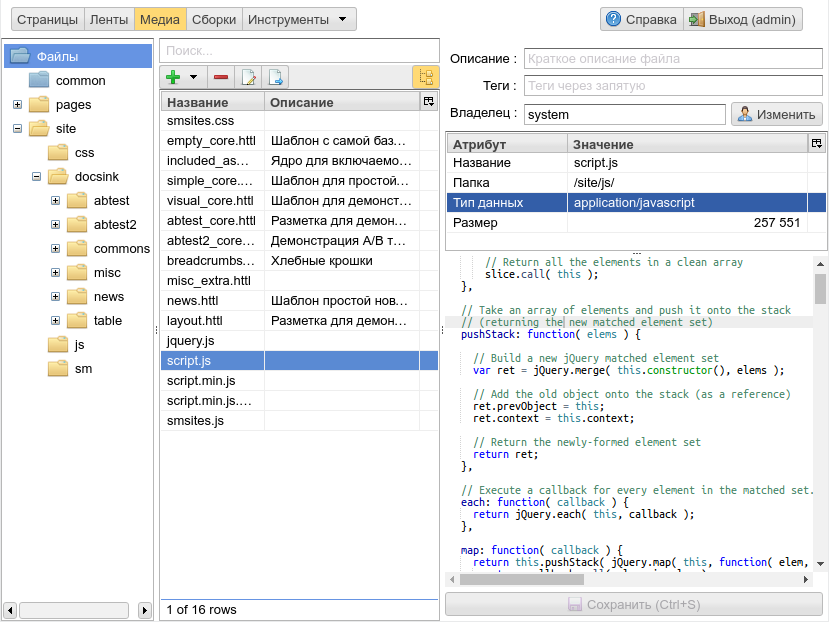 Страницы Ленты Медиа Сборки Инструменты Справка Выход (admin)
Файлы
common
pages
site
css
docsink
abtest
abtest2
commons
misc
news
table
js
sm
Поиск...
Название Описание
smsites.css
empty_core.httl Шаблон с самой баз...
included_as... Ядро для включаемо...
simple_core.... Шаблон для простой...
visual_core.httl Шаблон для демонст...
abtest_core.httl Разметка для демон...
abtest2_core... Демонстрация A/B т...
breadcrumbs... Хлебные крошки
misc_extra.httl
news.httl Шаблон простой нов...
layout.httl Разметка для демон...
jquery.js
script.js
script.min.js
script.min.js....
smsites.js
1 of 16 rows
Описание : Краткое описание файла
Теги : Теги через запятую
Владелец : system Изменить
Атрибут Значение
Название script.js
Папка /site/js/
Тип данных application/javascript
Размер 257 551
// Return all the elements in a clean array
slice.call( this );
},
// Take an array of elements and push it onto the stack
// (returning the new matched element set)
pushStack: function( elems ) {
// Build a new jQuery matched element set
var ret = jQuery.merge( this.constructor(), elems );
// Add the old object onto the stack (as a reference)
ret.prevObject = this;
ret.context = this.context;
// Return the newly-formed element set
return ret;
},
// Execute a callback for every element in the matched set.
each: function( callback ) {
return jQuery.each( this, callback );
},
map: function( callback ) {
return this.pushStack( jQuery.map( this, function( elem,
Сохранить (Ctrl+S)